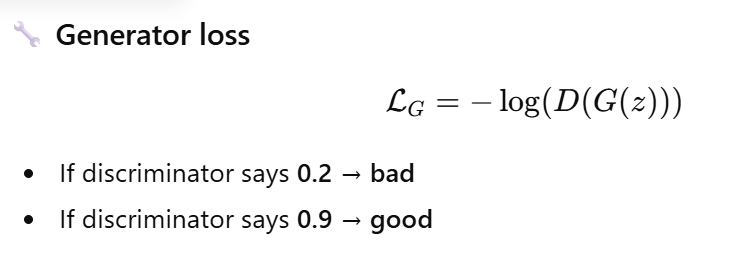 🔧 Generator loss
ℒ_G = − log(D(G(z)))
• If discriminator says 0.2 → bad
• If discriminator says 0.9 → good